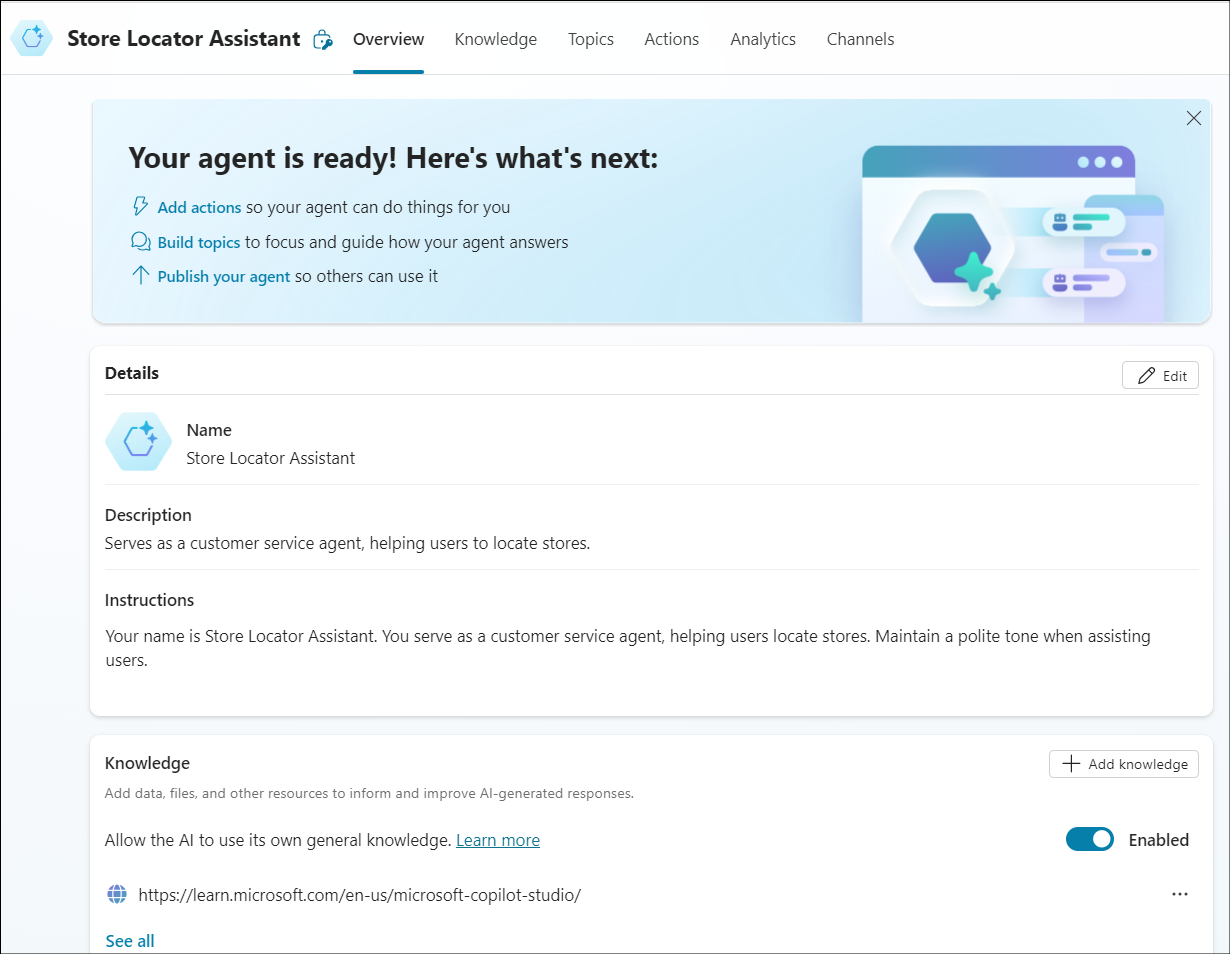 Store Locator Assistant
Overview
Knowledge
Topics
Actions
Analytics
Channels
Your agent is ready! Here's what's next:
Add actions so your agent can do things for you
Build topics to focus and guide how your agent answers
Publish your agent so others can use it
Details
Edit
Name
Store Locator Assistant
Description
Serves as a customer service agent, helping users to locate stores.
Instructions
Your name is Store Locator Assistant. You serve as a customer service agent, helping users locate stores. Maintain a polite tone when assisting
users.
Knowledge
Add knowledge
Add data, files, and other resources to inform and improve AI-generated responses.
Allow the AI to use its own general knowledge. Learn more
Enabled
https://learn.microsoft.com/en-us/microsoft-copilot-studio/
See all